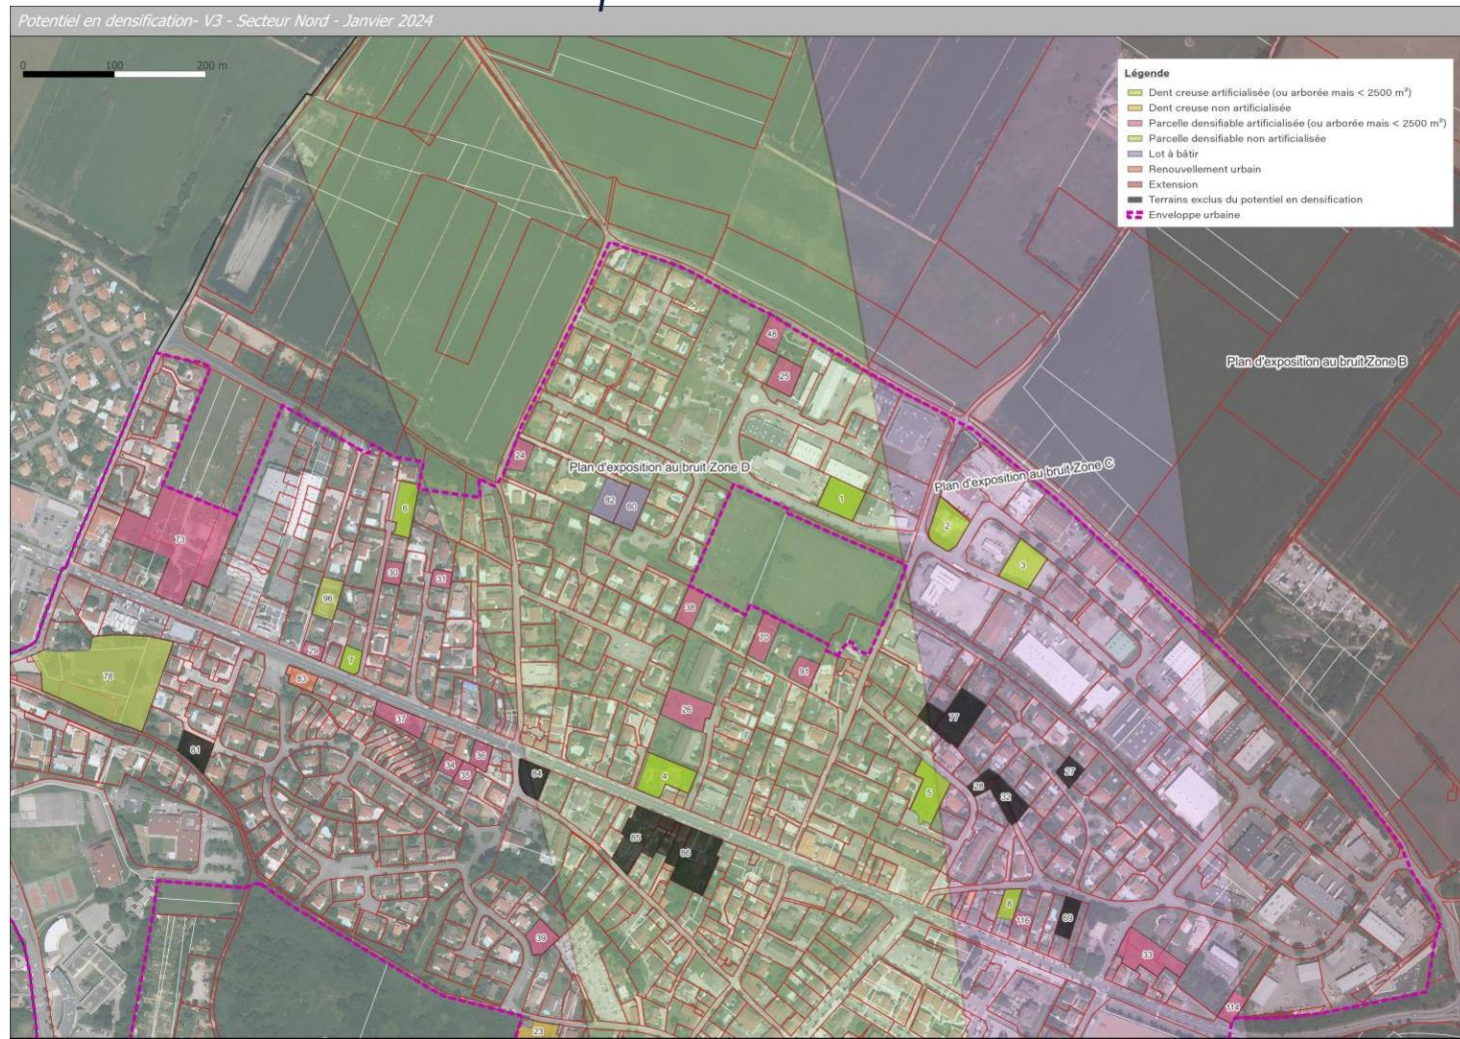 Potentiel en densification- V3 - Secteur Nord - Janvier 2024
0 100 200 m
Légende
Dent creuse artificialisée (ou arborée mais < 2500 m²)
Dent creuse non artificialisée
Parcelle densifiable artificialisée (ou arborée mais < 2500 m²)
Parcelle densifiable non artificialisée
Lot à bâtir
Renouvellement urbain
Extension
Terrains exclus du potentiel en densification
Enveloppe urbaine
48
Plan d'exposition au bruit Zone B
25
24
Plan d'exposition au bruit Zone D
Plan d'exposition au bruit Zone C
82
80
1
6
2
73
3
30
31
96
38
70
29
7
91
78
63
26
37
77
81
36
34
35
84
4
27
28
5
32
85
86
8
116
69
39
33
114
23